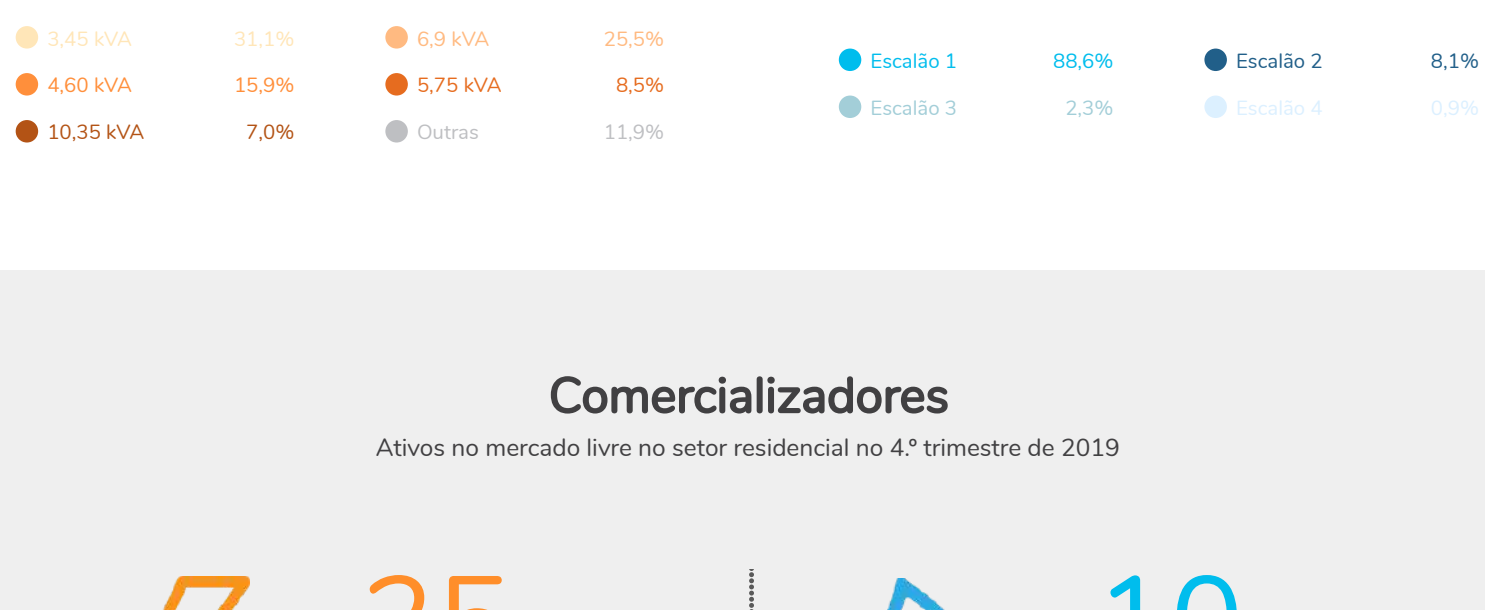 3,45 kVA 31,1% 6,9 kVA 25,5%
4,60 kVA 15,9% 5,75 kVA 8,5%
10,35 kVA 7,0% Outras 11,9%
Escalão 1 88,6% Escalão 2 8,1%
Escalão 3 2,3% Escalão 4 0,9%
Comercializadores
Ativos no mercado livre no setor residencial no 4.º trimestre de 2019